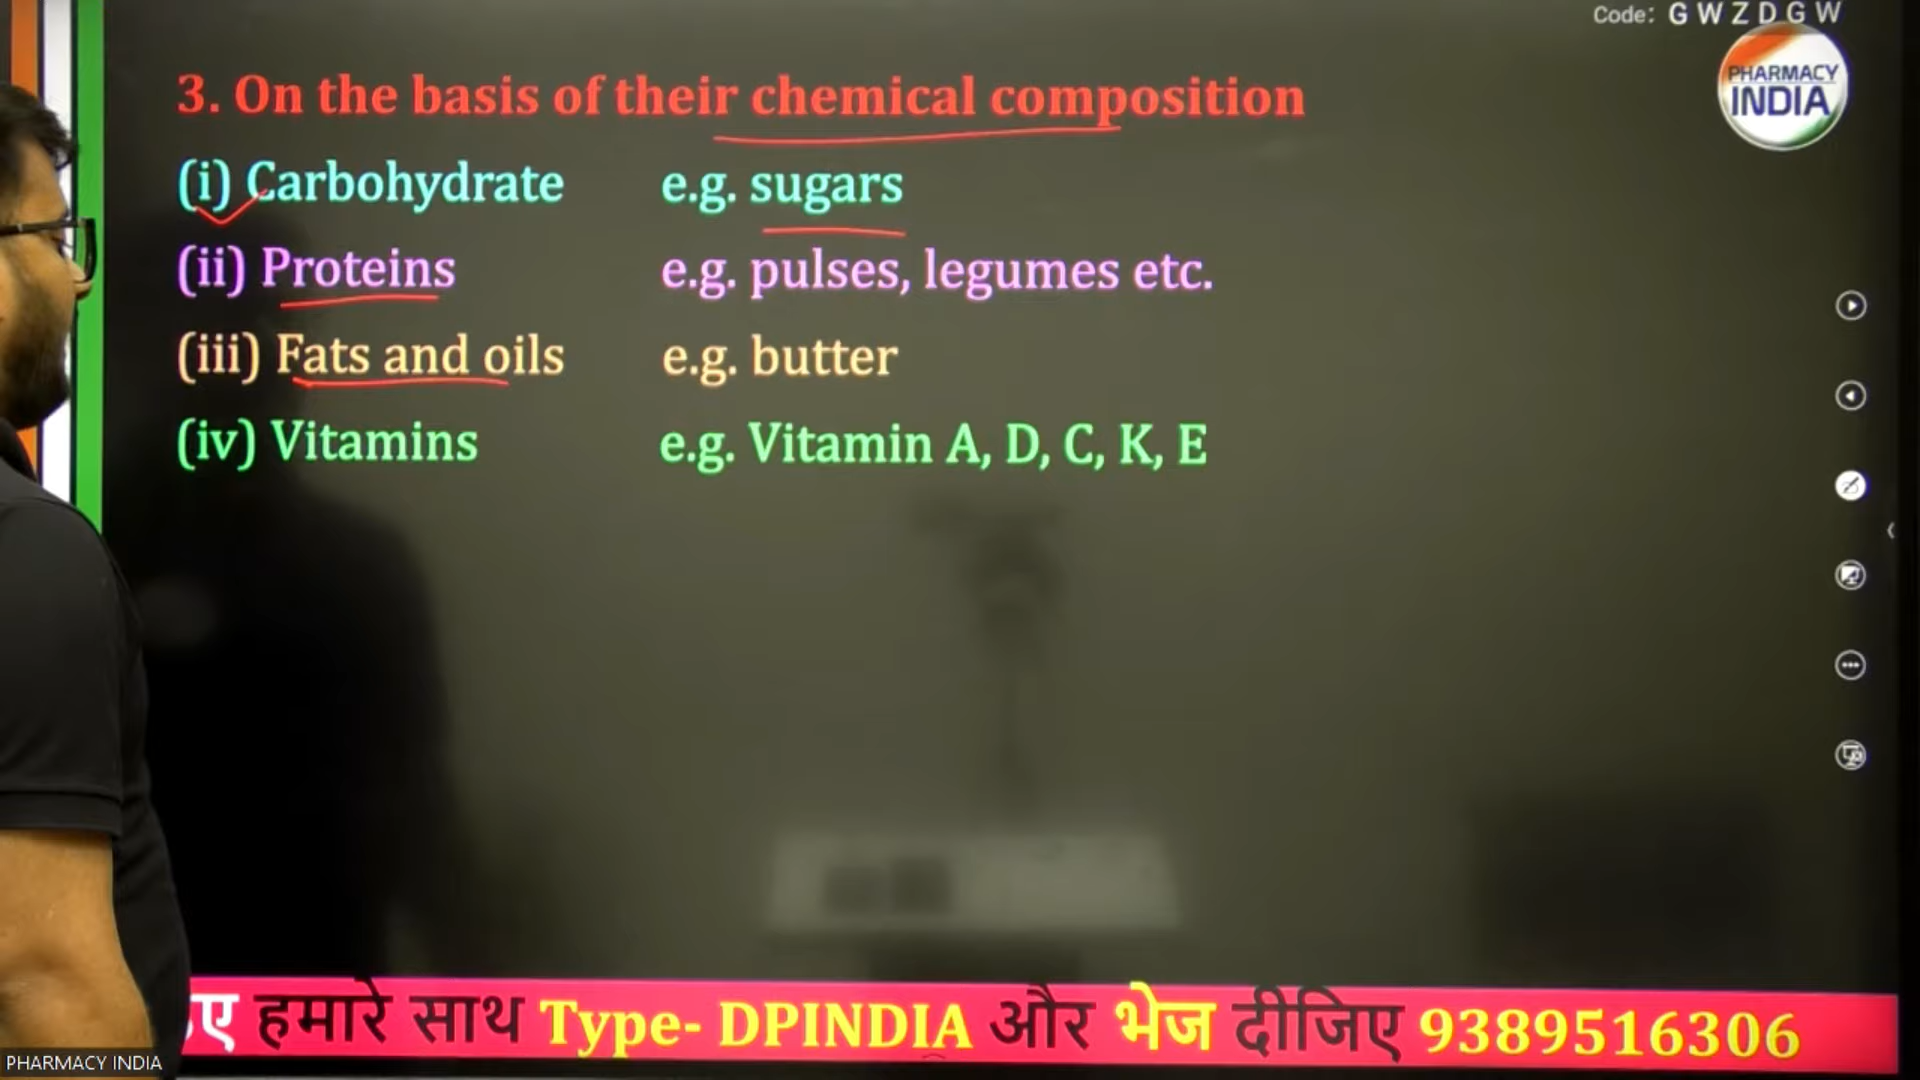 Code: G W Z D G W
PHARMACY
INDIA
3. On the basis of their chemical composition
(i) Carbohydrate e.g. sugars
(ii) Proteins e.g. pulses, legumes etc.
(iii) Fats and oils e.g. butter
(iv) Vitamins e.g. Vitamin A, D, C, K, E
हमारे साथ Type- DPINDIA और भेज दीजिए 9389516306
PHARMACY INDIA